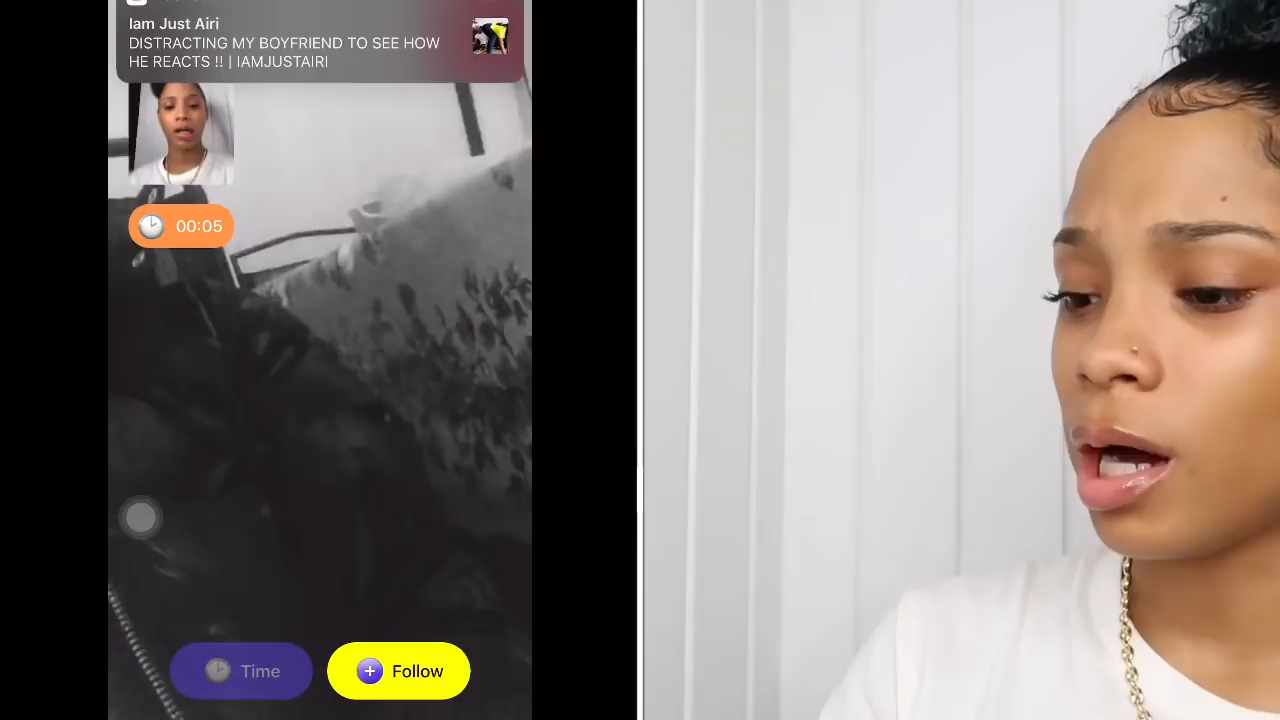 Iam Just Airi
DISTRACTING MY BOYFRIEND TO SEE HOW
HE REACTS !! | IAMJUSTAIRI
00:05
Time
Follow